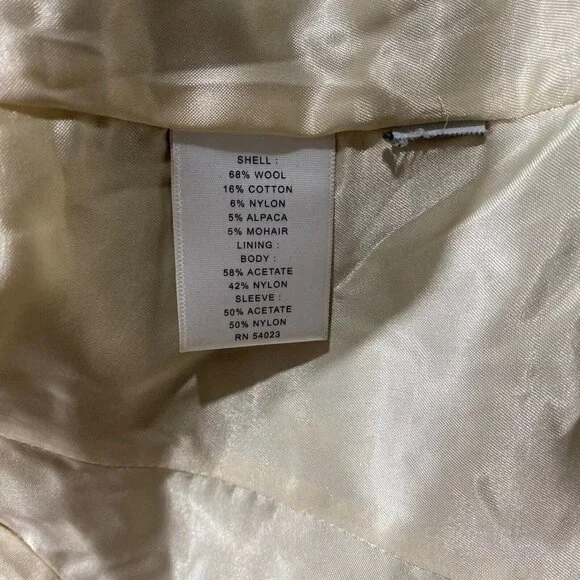 SHELL :
68% WOOL
16% COTTON
6% NYLON
5% ALPACA
5% MOHAIR
LINING :
BODY :
58% ACETATE
42% NYLON
SLEEVE :
50% ACETATE
50% NYLON
RN 54023